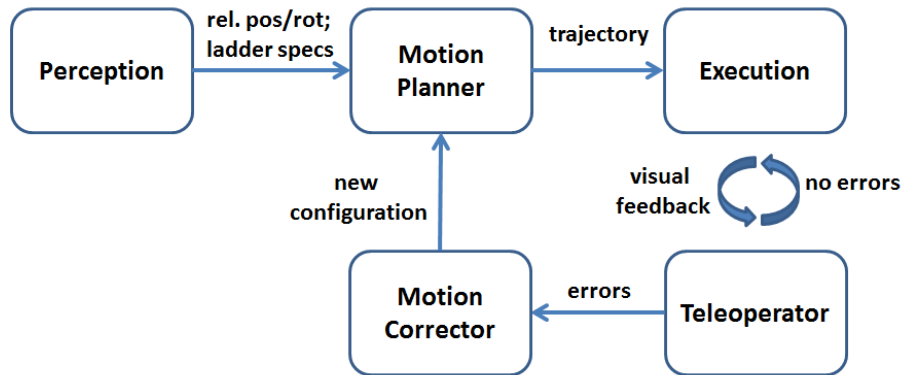 rel. pos/rot;
ladder specs
Perception
Motion
Planner
trajectory
Execution
new
configuration
visual
feedback
no errors
Motion
Corrector
errors
Teleoperator